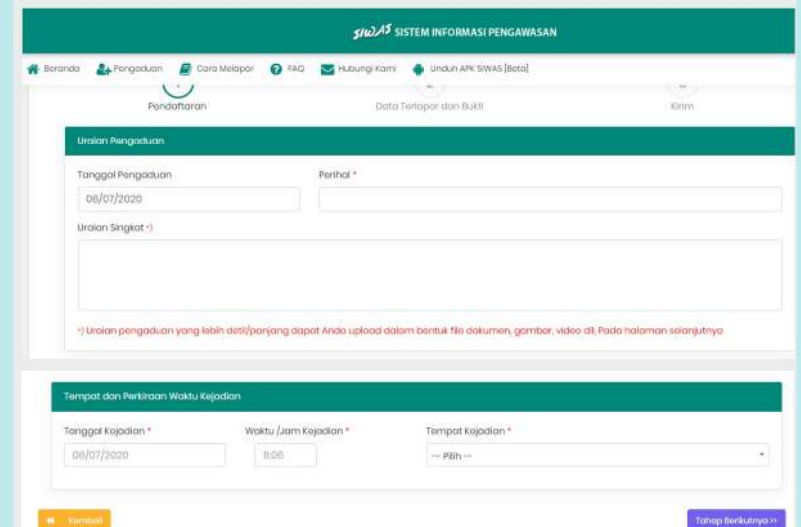 SIWAS SISTEM INFORMASI PENGAWASAN
Beranda Pengaduan Cara Melapor FAQ Hubungi Kami Unduh APK SIWAS [Beta]
Pendaftaran Data Terlapor dan Bukti Kirim
Uraian Pengaduan
Tanggal Pengaduan Perihal *
06/07/2020
Uraian Singkat *)
*) Uraian pengaduan yang lebih detil/panjang dapat Anda upload dalam bentuk file dokumen, gambar, video dll, Pada halaman selanjutnya
Tempat dan Perkiraan Waktu Kejadian
Tanggal Kejadian * Waktu /Jam Kejadian * Tempat Kejadian *
06/07/2020 11:06 -- Pilih --
Kembali Tahap Berikutnya >>